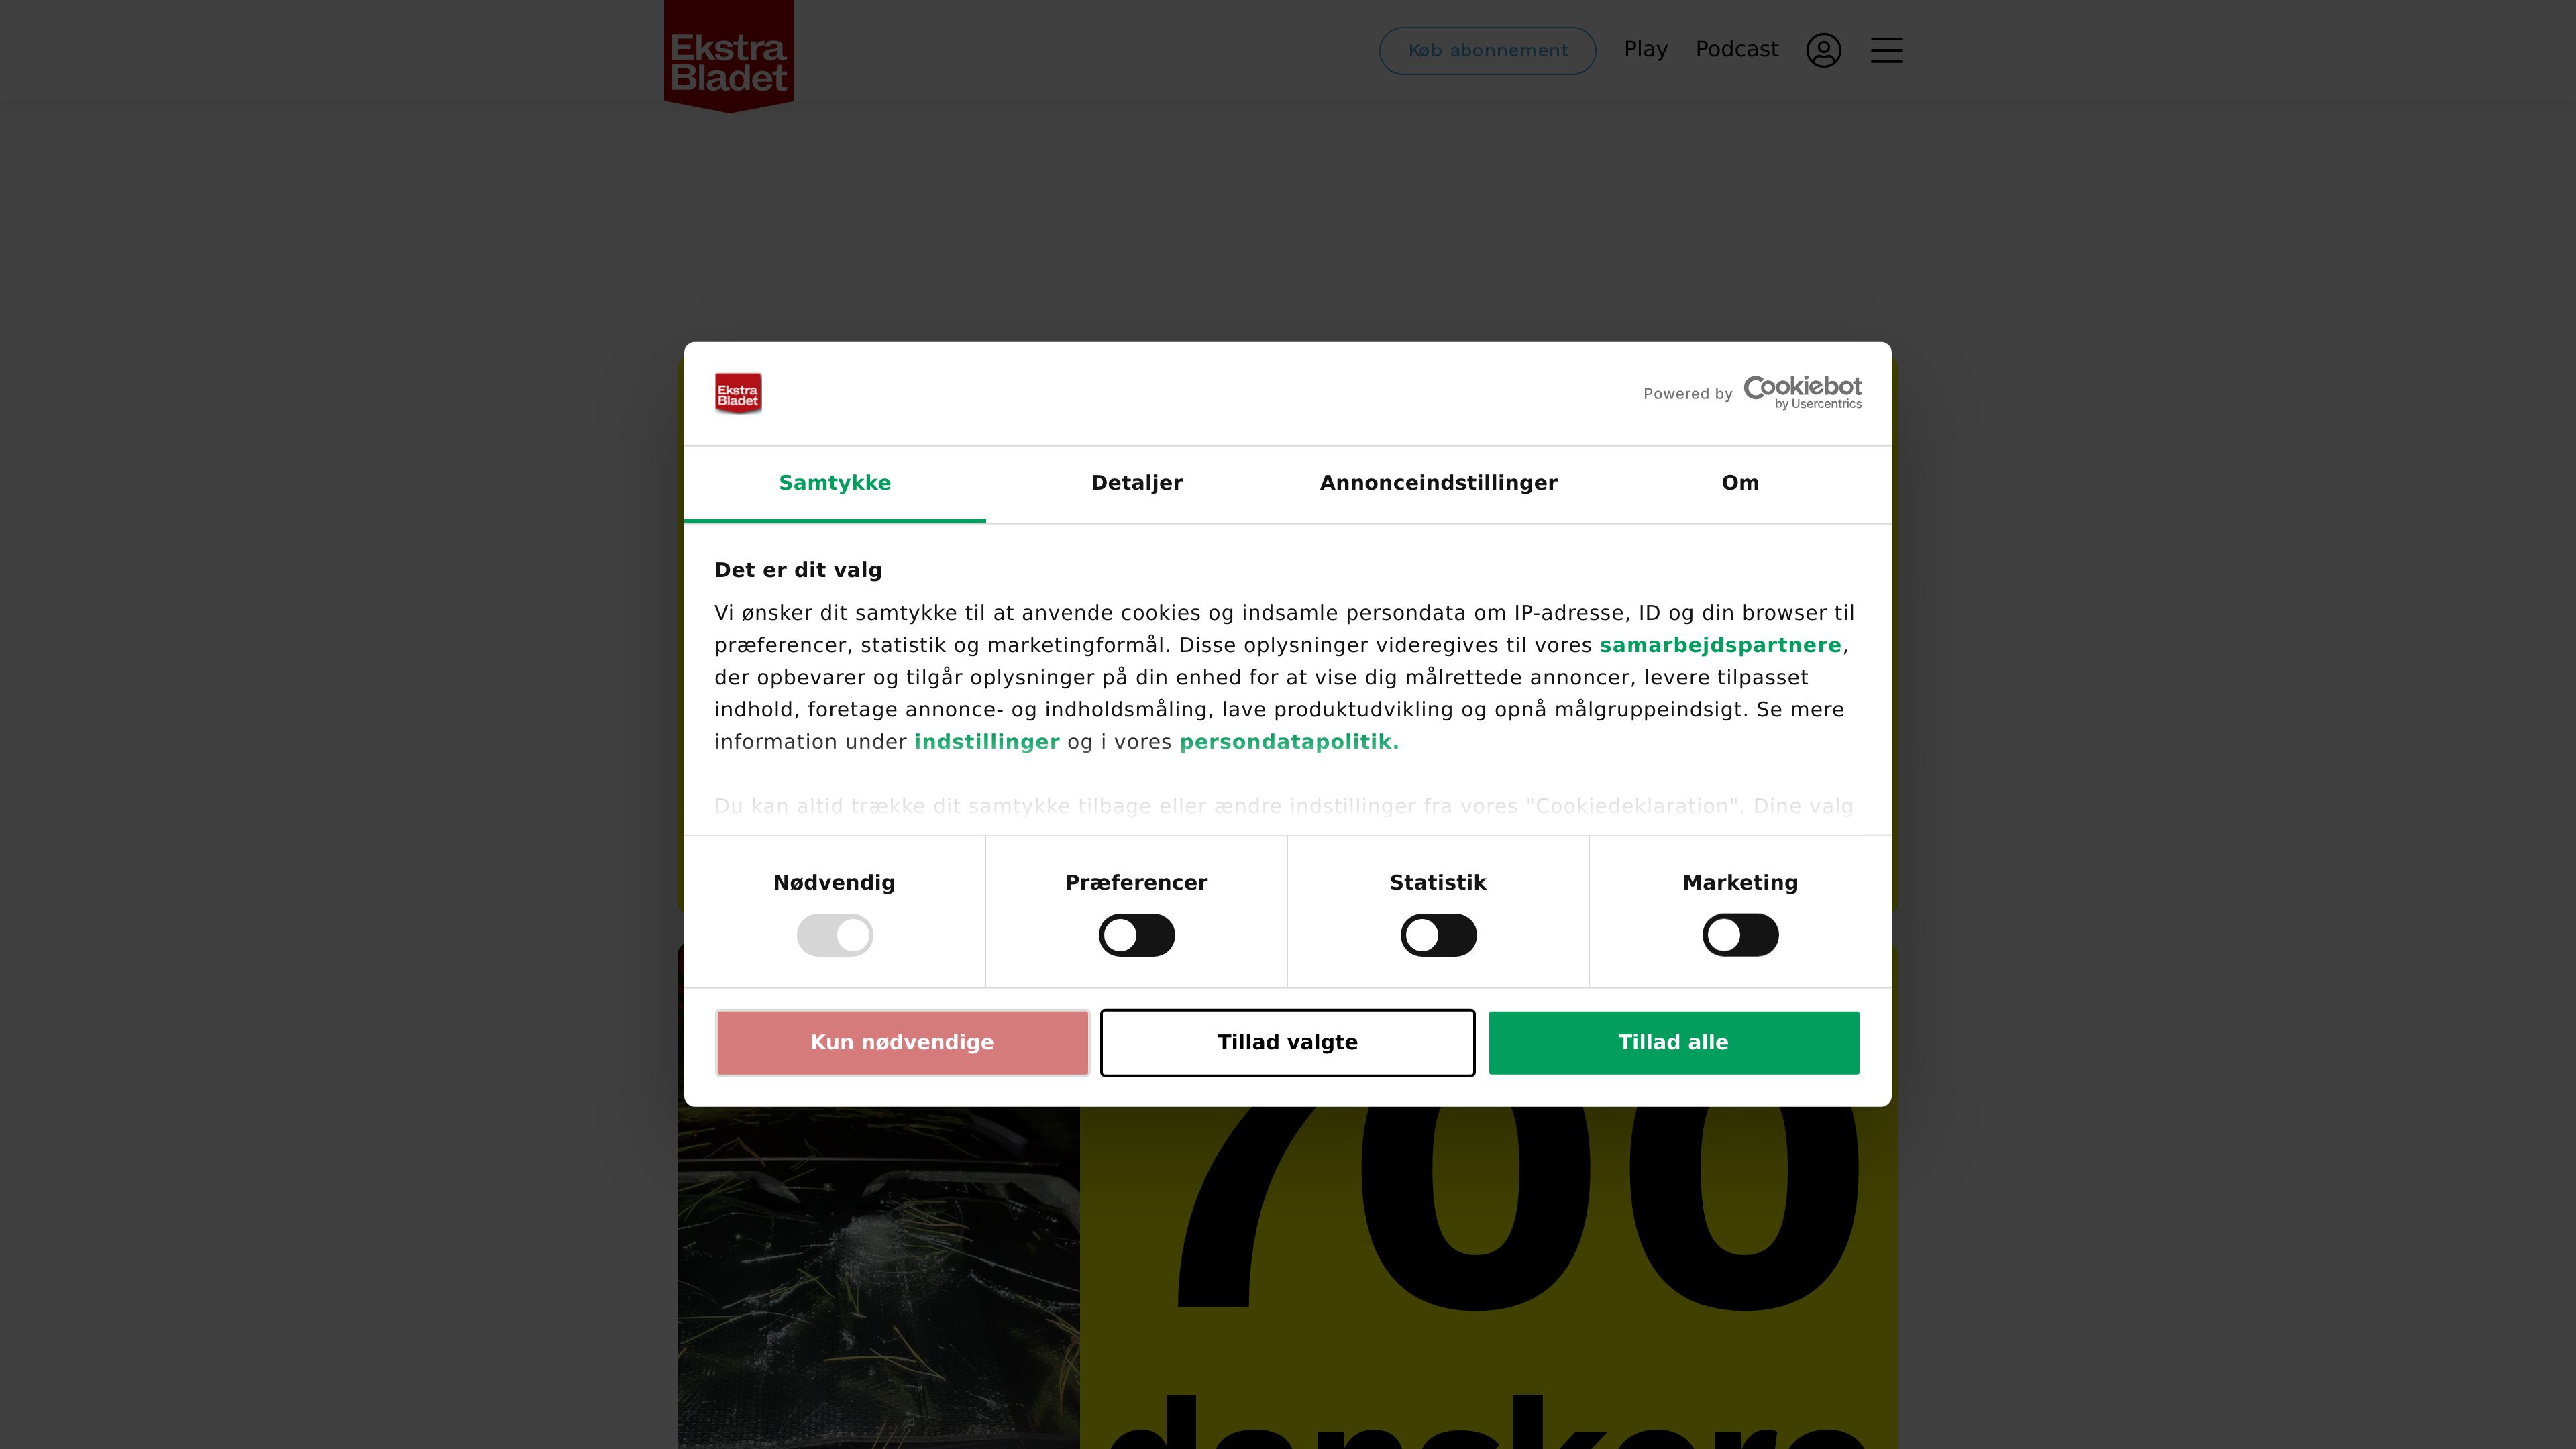 Ekstra
Bladet
Køb abonnement
Play
Podcast
Ekstra
Bladet
Powered by
Cookiebot
by Usercentrics
Samtykke
Detaljer
Annonceindstillinger
Om
Det er dit valg
Vi ønsker dit samtykke til at anvende cookies og indsamle persondata om IP-adresse, ID og din browser til
præferencer, statistik og marketingformål. Disse oplysninger videregives til vores samarbejdspartnere,
der opbevarer og tilgår oplysninger på din enhed for at vise dig målrettede annoncer, levere tilpasset
indhold, foretage annonce- og indholdsmåling, lave produktudvikling og opnå målgruppeindsigt. Se mere
information under indstillinger og i vores persondatapolitik.
Du kan altid trække dit samtykke tilbage eller ændre indstillinger fra vores "Cookiedeklaration". Dine valg
Nødvendig
Præferencer
Statistik
Marketing
Kun nødvendige
Tillad valgte
Tillad alle
700
danskere